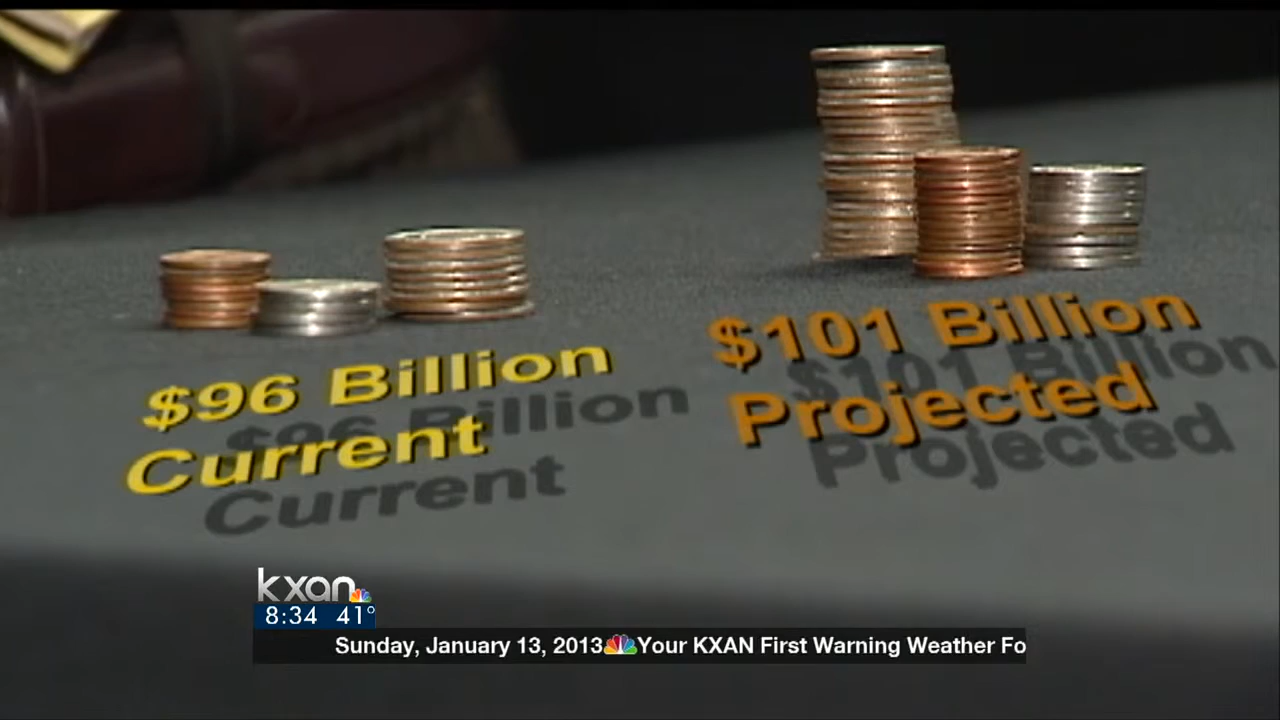 $96 Billion
Current
$101 Billion
Projected
kxan
8:34 41°
Sunday, January 13, 2013 Your KXAN First Warning Weather Fo